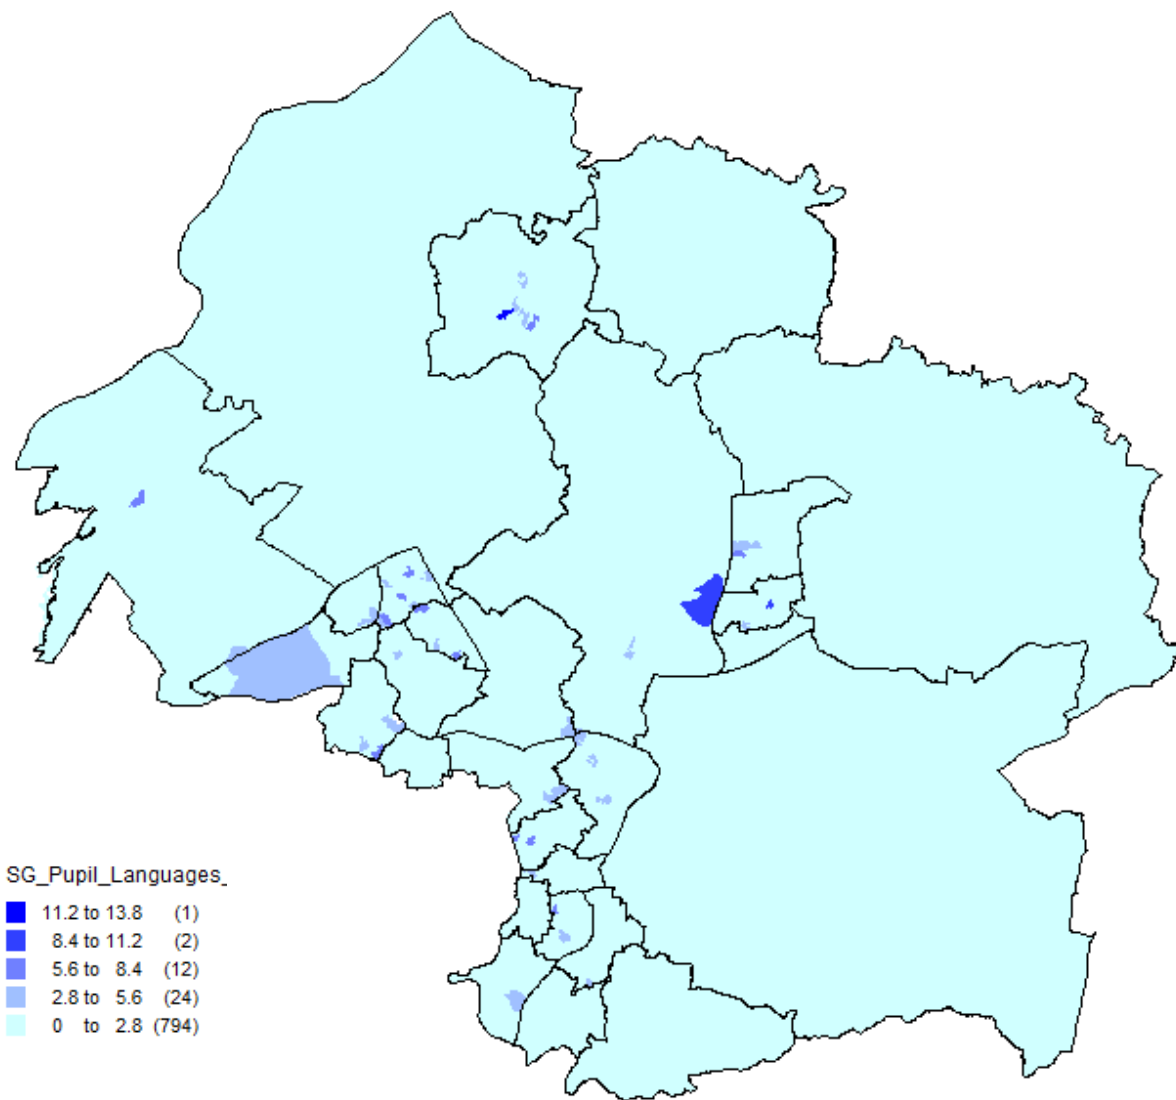 SG_Pupil_Languages_
11.2 to 13.8 (1)
8.4 to 11.2 (2)
5.6 to 8.4 (12)
2.8 to 5.6 (24)
0 to 2.8 (794)